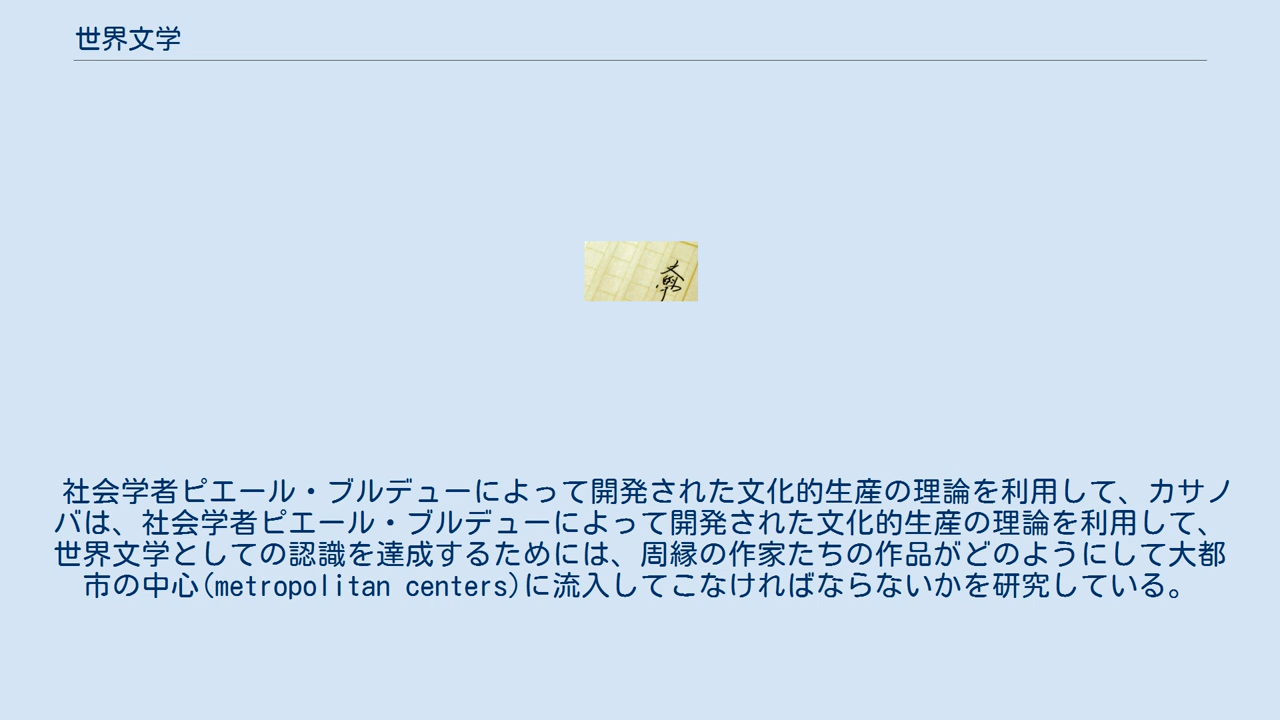 世界文学
社会学者ピエール・ブルデューによって開発された文化的生産の理論を利用して、カサノ
バは、社会学者ピエール・ブルデューによって開発された文化的生産の理論を利用して、
世界文学としての認識を達成するためには、周縁の作家たちの作品がどのようにして大都
市の中心(metropolitan centers)に流入してこなければならないかを研究している。